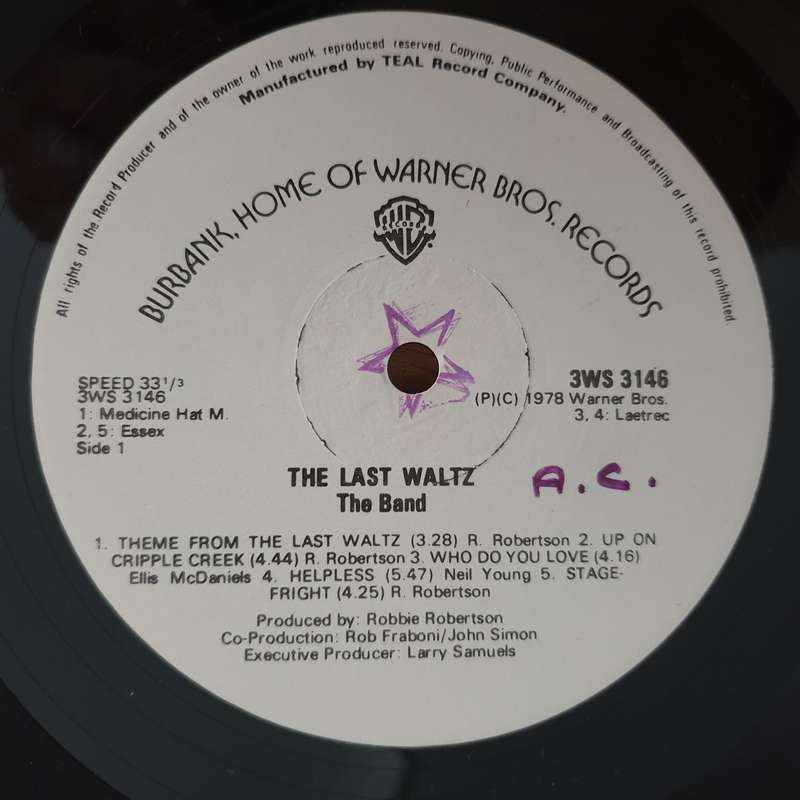 All rights of the Record Producer and of the owner of the work reproduced reserved. Copying, Public Performance and Broadcasting of this record prohibited.
Manufactured by TEAL Record Company.
BURBANK, HOME OF WARNER BROS. RECORDS
WB
RECORDS
SPEED 33 1/3
3WS 3146
1: Medicine Hat M.
2, 5: Essex
Side 1
3WS 3146
(P)(C) 1978 Warner Bros.
3, 4: Laetrec
THE LAST WALTZ
The Band
A.C.
1. THEME FROM THE LAST WALTZ (3.28) R. Robertson 2. UP ON
CRIPPLE CREEK (4.44) R. Robertson 3. WHO DO YOU LOVE (4.16)
Ellis McDaniels 4. HELPLESS (5.47) Neil Young 5. STAGE-
FRIGHT (4.25) R. Robertson
Produced by: Robbie Robertson
Co-Production: Rob Fraboni/John Simon
Executive Producer: Larry Samuels